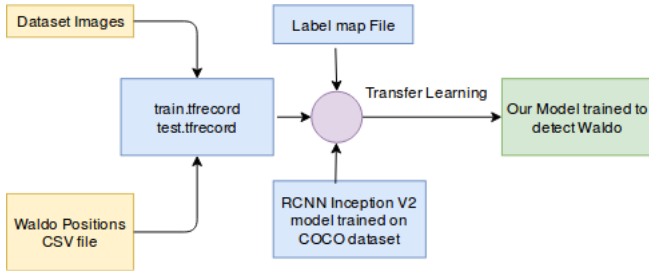 Dataset Images
Label map File
train.tfrecord
test.tfrecord
Transfer Learning
Our Model trained to
detect Waldo
Waldo Positions
CSV file
RCNN Inception V2
model trained on
COCO dataset